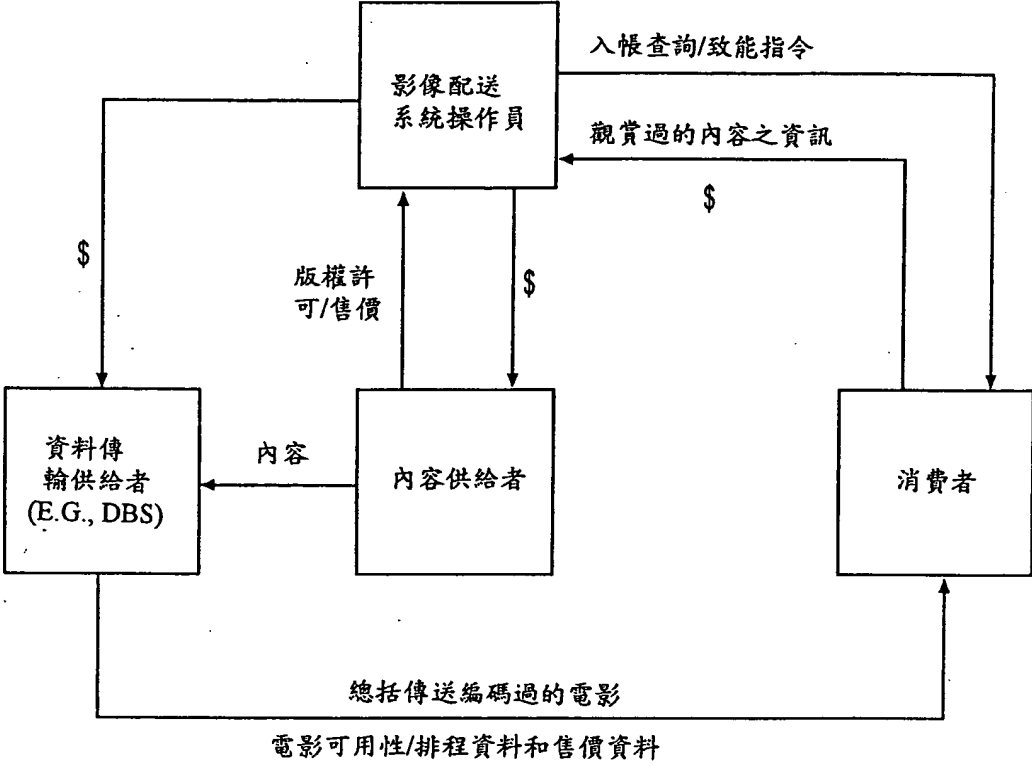 入帳查詢/致能指令
影像配送
系統操作員
觀賞過的內容之資訊
$
$
版權許
可/售價
$
資料傳
輸供給者
(E.G., DBS)
內容
內容供給者
消費者
總括傳送編碼過的電影
電影可用性/排程資料和售價資料